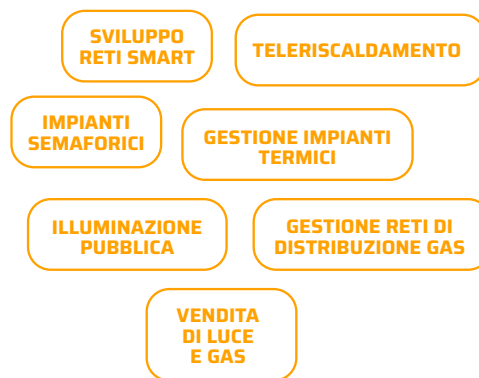 SVILUPPO
RETI SMART
TELERISCALDAMENTO
IMPIANTI
SEMAFORICI
GESTIONE IMPIANTI
TERMICI
ILLUMINAZIONE
PUBBLICA
GESTIONE RETI DI
DISTRIBUZIONE GAS
VENDITA
DI LUCE
E GAS